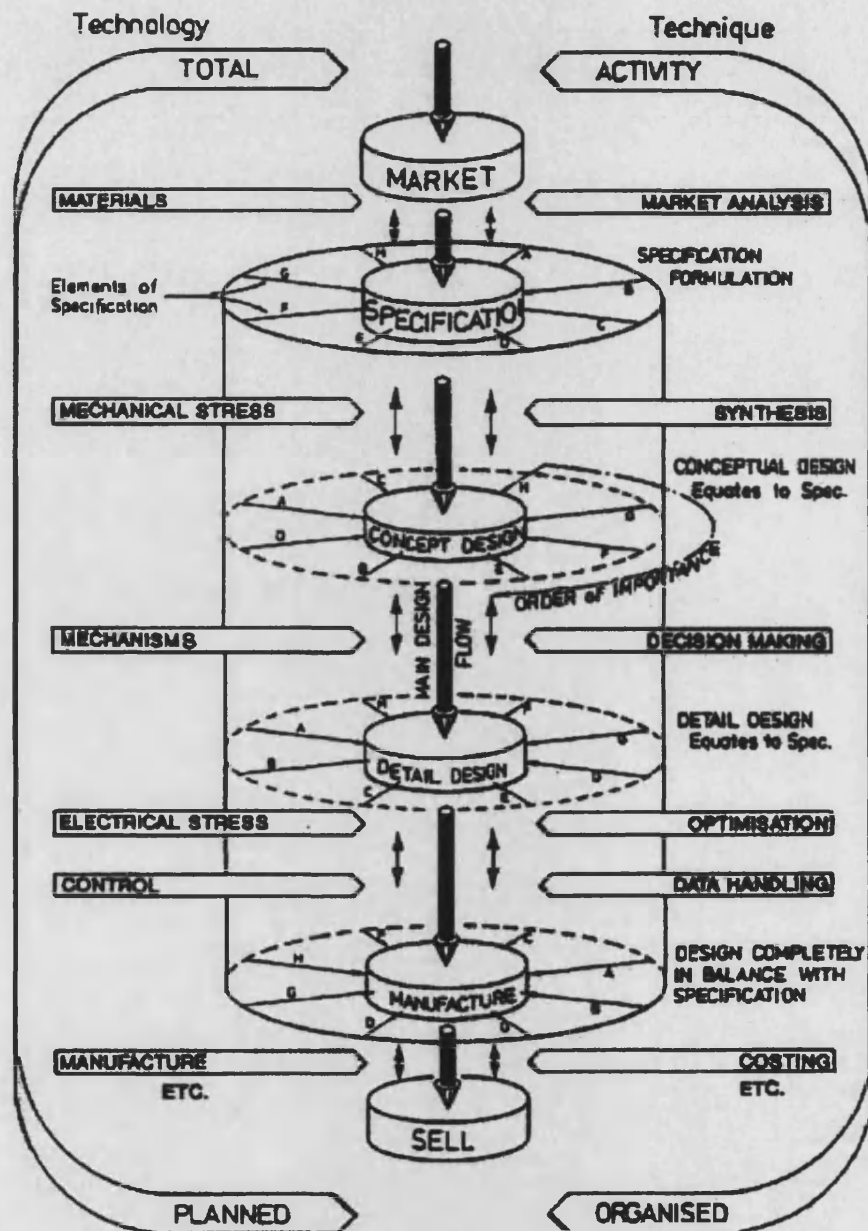 Technology
Technique
TOTAL
ACTIVITY
MARKET
MATERIALS
MARKET ANALYSIS
SPECIFICATION
FORMULATION
Elements of
Specification
H
A
G
B
F
C
E
D
SPECIFICATIO
MECHANICAL STRESS
SYNTHESIS
CONCEPTUAL DESIGN
Equates to Spec.
H
A
G
D
F
B
CONCEPT DESIGN
ORDER of IMPORTANCE
MAIN DESIGN
FLOW
MECHANISMS
DECISION MAKING
DETAIL DESIGN
Equates to Spec.
A
G
B
D
C
E
DETAIL DESIGN
ELECTRICAL STRESS
OPTIMISATION
CONTROL
DATA HANDLING
DESIGN COMPLETELY
IN BALANCE WITH
SPECIFICATION
C
H
A
G
B
D
D
MANUFACTURE
MANUFACTURE
COSTING
ETC.
ETC.
SELL
PLANNED
ORGANISED